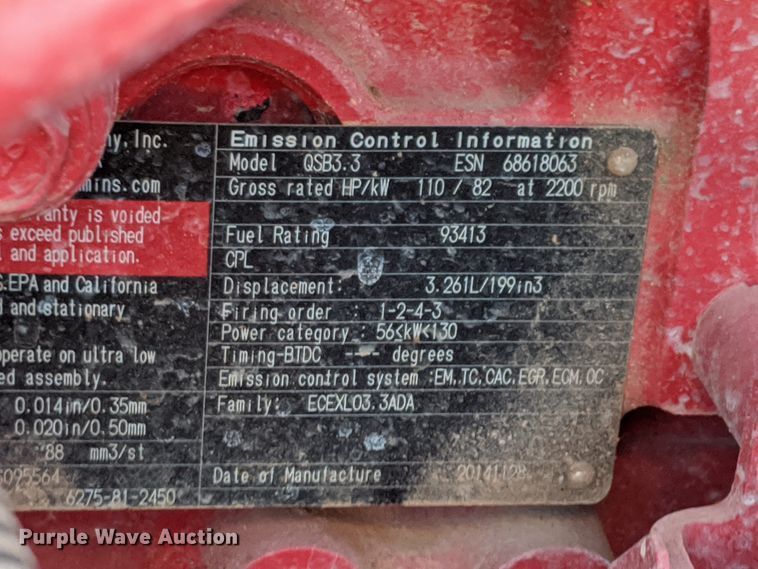 ny, Inc.
mins.com
ranty is voided
s exceed published
l and application.
S.EPA and California
d and stationary
operate on ultra low
ed assembly.
0.014in/0.35mm
0.020in/0.50mm
88 mm3/st
6275-81-2450
Emission Control Information
Model QSB3.3 ESN 68618063
Gross rated HP/kW 110 / 82 at 2200 rpm
Fuel Rating 93413
CPL
Displacement: 3.261L/199in3
Firing order : 1-2-4-3
Power category : 56≤kW<130
Timing-BTDC ---- degrees
Emission control system :EM,TC,CAC,EGR,ECM,OC
Family: ECEXL03.3ADA
Date of Manufacture 20141128
Purple Wave Auction